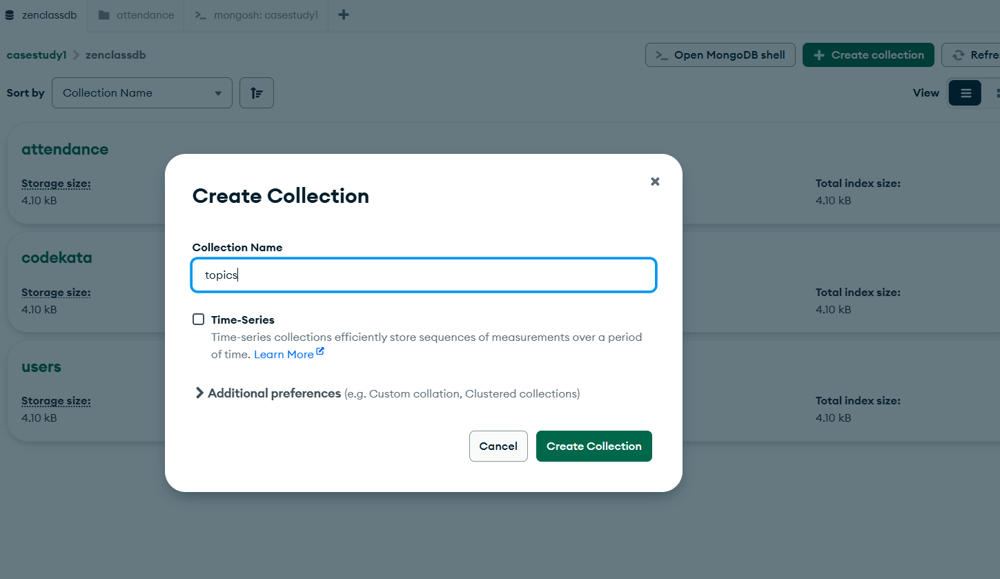 zenclassdb attendance >_ mongosh: casestudy1
casestudy1 > zenclassdb >_ Open MongoDB shell + Create collection
Sort by Collection Name View
attendance
Storage size: Total index size:
4.10 kB 4.10 kB
Create Collection
Collection Name
topics
codekata
Storage size: Total index size:
4.10 kB 4.10 kB
Time-Series
Time-series collections efficiently store sequences of measurements over a period
of time. Learn More
users
Additional preferences (e.g. Custom collation, Clustered collections)
Storage size: Total index size:
4.10 kB 4.10 kB
Cancel Create Collection